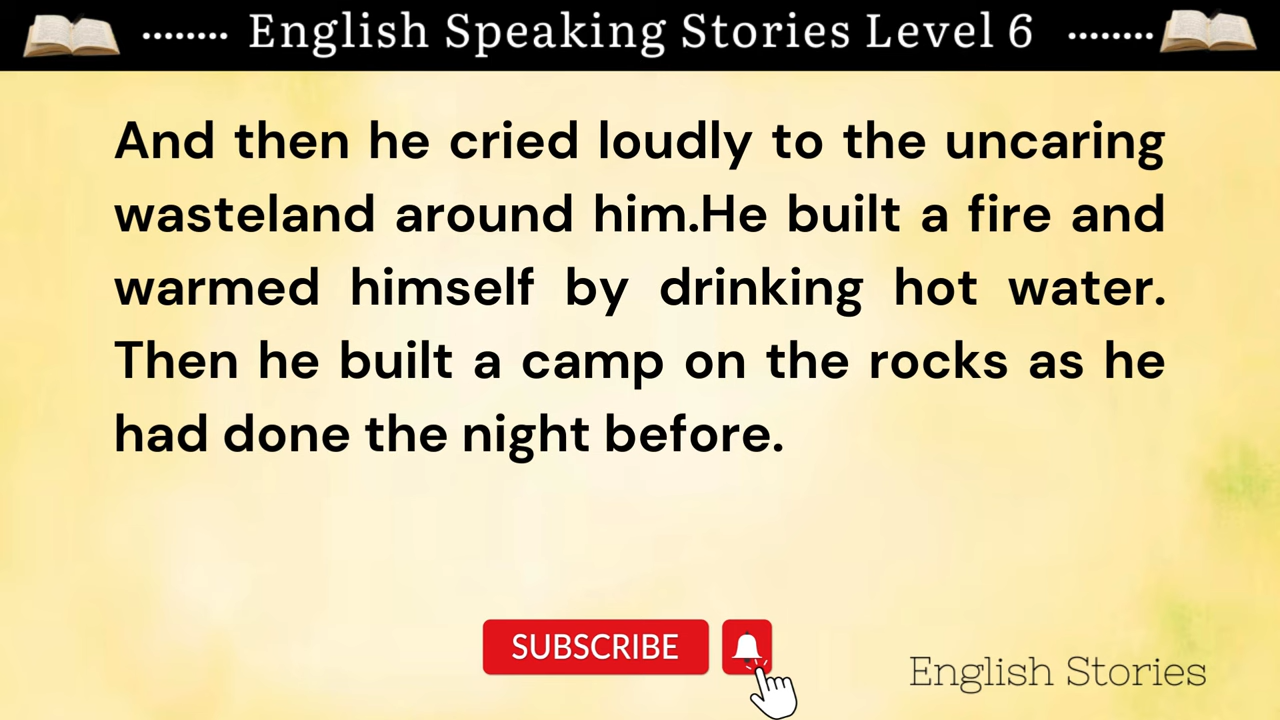 ........ English Speaking Stories Level 6 ........
And then he cried loudly to the uncaring
wasteland around him.He built a fire and
warmed himself by drinking hot water.
Then he built a camp on the rocks as he
had done the night before.
SUBSCRIBE
English Stories